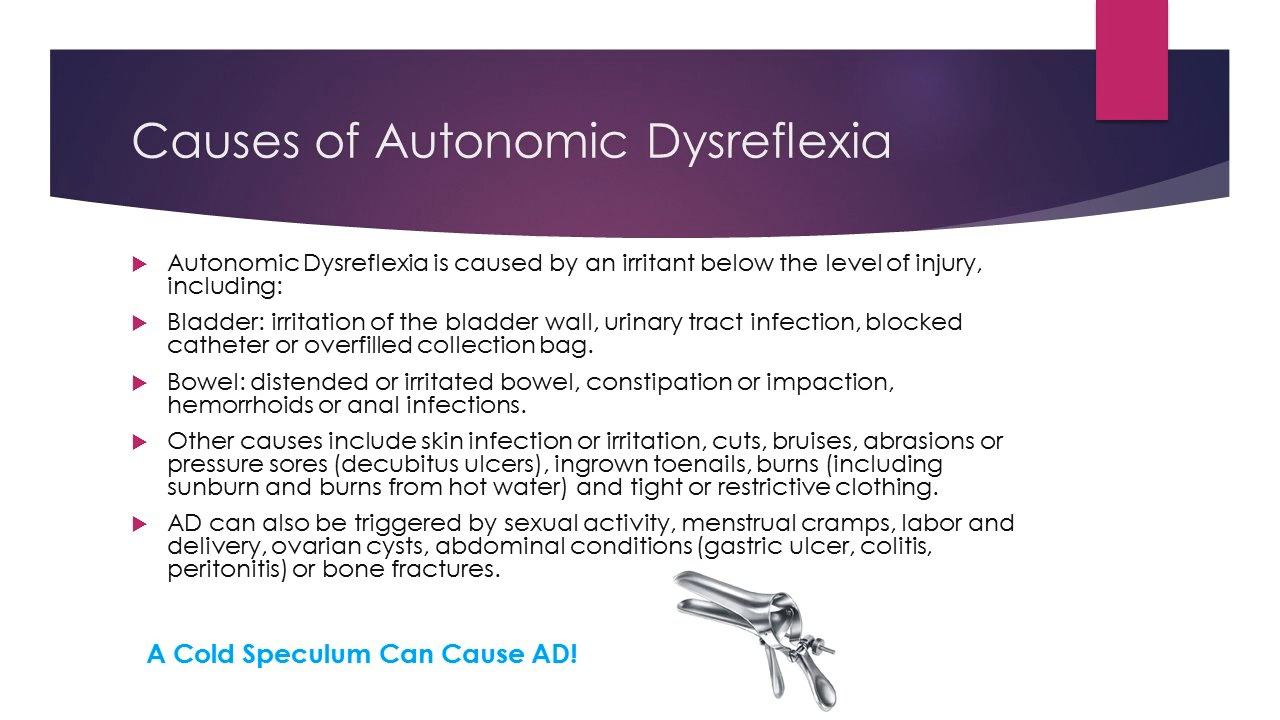 Causes of Autonomic Dysreflexia
Autonomic Dysreflexia is caused by an irritant below the level of injury,
including:
Bladder: irritation of the bladder wall, urinary tract infection, blocked
catheter or overfilled collection bag.
Bowel: distended or irritated bowel, constipation or impaction,
hemorrhoids or anal infections.
Other causes include skin infection or irritation, cuts, bruises, abrasions or
pressure sores (decubitus ulcers), ingrown toenails, burns (including
sunburn and burns from hot water) and tight or restrictive clothing.
AD can also be triggered by sexual activity, menstrual cramps, labor and
delivery, ovarian cysts, abdominal conditions (gastric ulcer, colitis,
peritonitis) or bone fractures.
A Cold Speculum Can Cause AD!